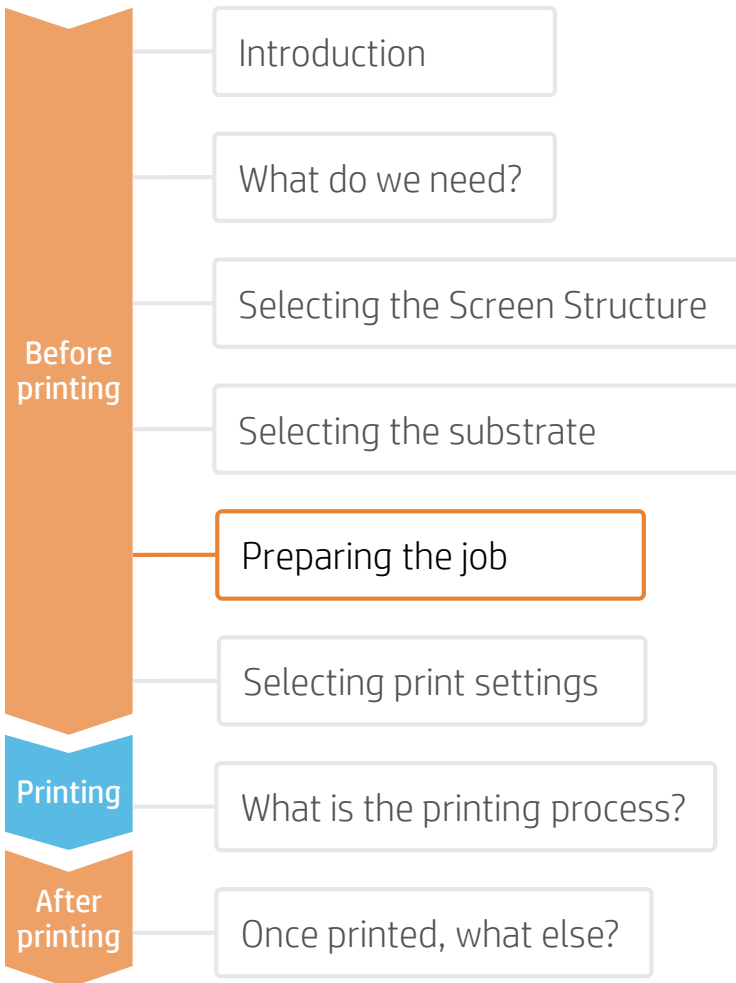 Introduction
What do we need?
Selecting the Screen Structure
Before
printing
Selecting the substrate
Preparing the job
Selecting print settings
Printing
What is the printing process?
After
printing
Once printed, what else?